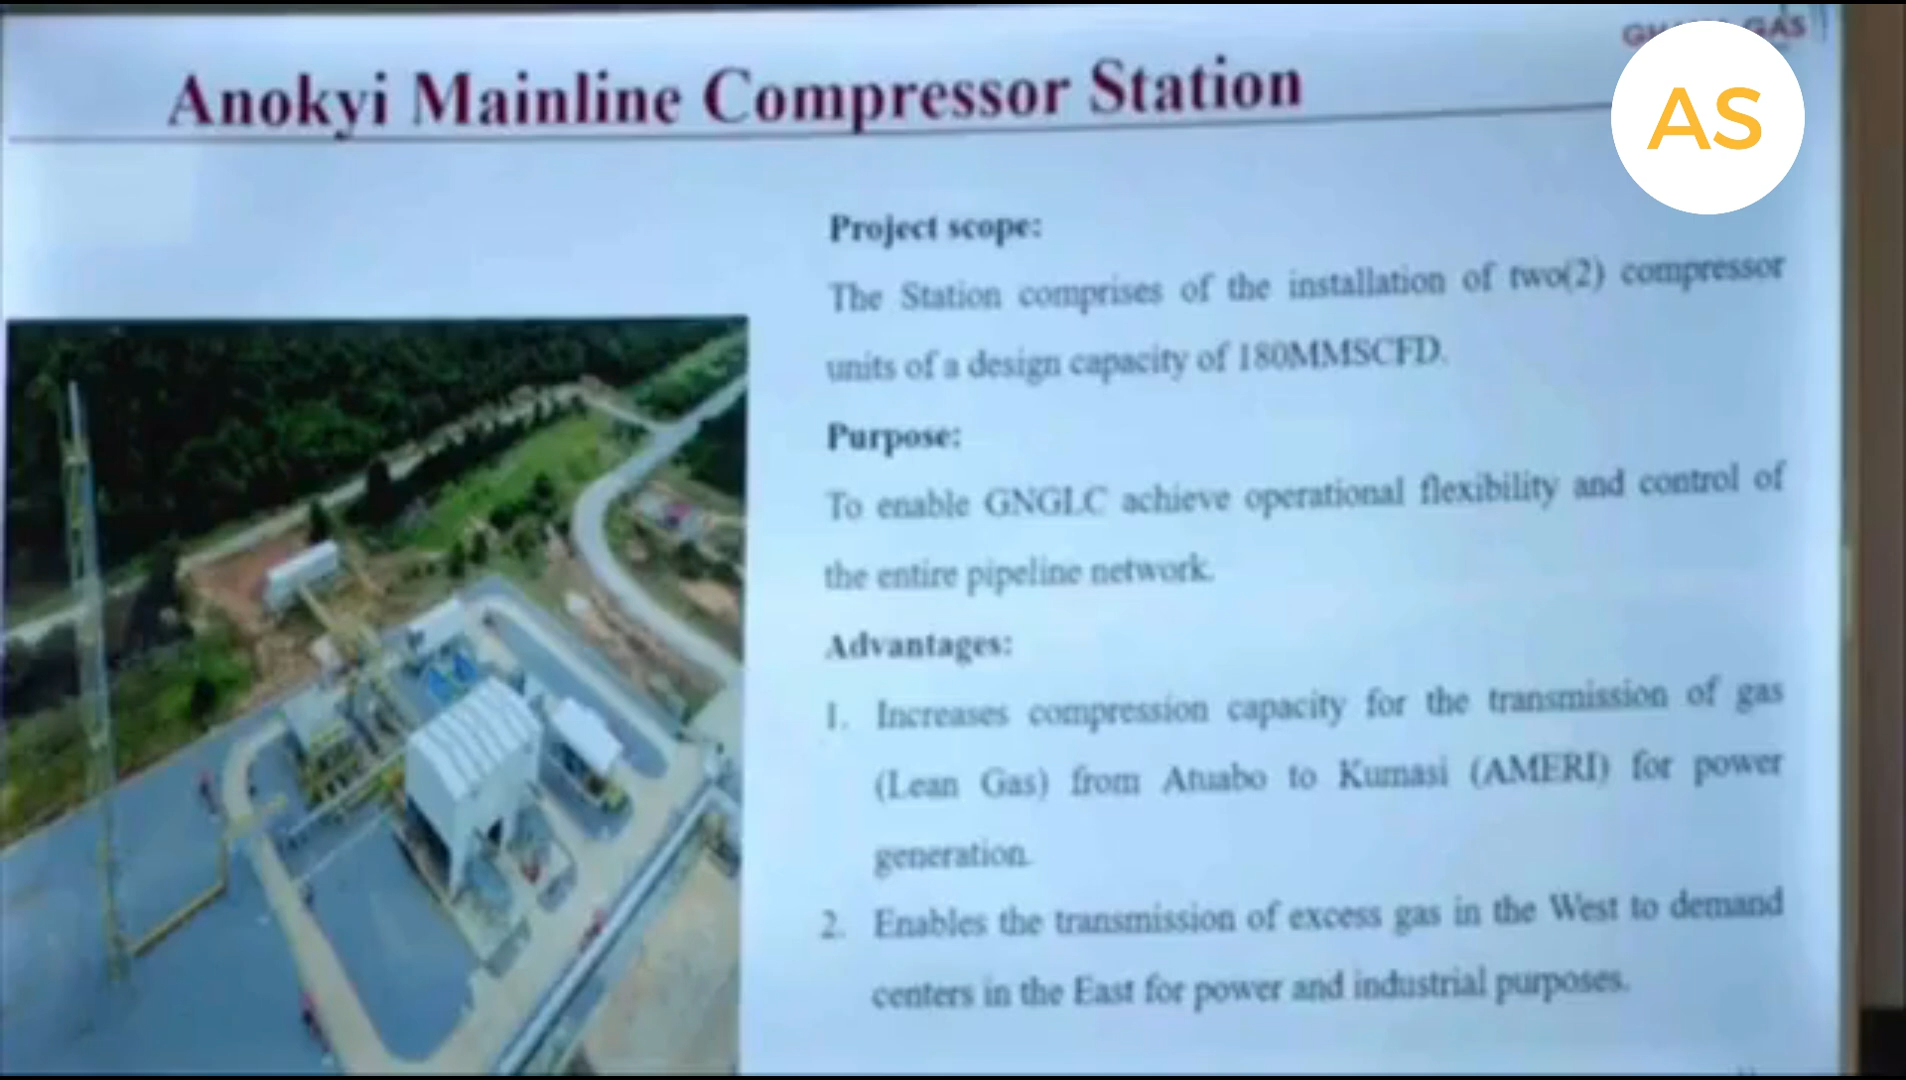 GAS
AS
Anokyi Mainline Compressor Station
Project scope:
The Station comprises of the installation of two(2) compressor
units of a design capacity of 180MMSCFD.
Purpose:
To enable GNGLC achieve operational flexibility and control of
the entire pipeline network.
Advantages:
1. Increases compression capacity for the transmission of gas
(Lean Gas) from Atuabo to Kumasi (AMERI) for power
generation.
2. Enables the transmission of excess gas in the West to demand
centers in the East for power and industrial purposes.